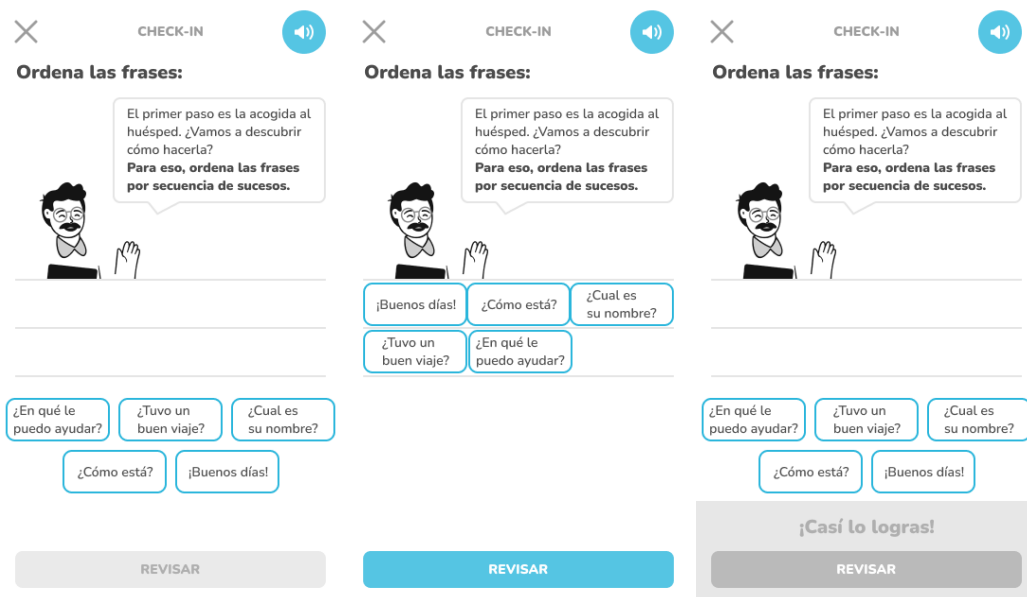 CHECK-IN
Ordena las frases:
El primer paso es la acogida al
huésped. ¿Vamos a descubrir
cómo hacerla?
Para eso, ordena las frases
por secuencia de sucesos.
¿En qué le
puedo ayudar?
¿Tuvo un
buen viaje?
¿Cual es
su nombre?
¿Cómo está?
¡Buenos días!
REVISAR
CHECK-IN
Ordena las frases:
El primer paso es la acogida al
huésped. ¿Vamos a descubrir
cómo hacerla?
Para eso, ordena las frases
por secuencia de sucesos.
¡Buenos días!
¿Cómo está?
¿Cual es
su nombre?
¿Tuvo un
buen viaje?
¿En qué le
puedo ayudar?
REVISAR
CHECK-IN
Ordena las frases:
El primer paso es la acogida al
huésped. ¿Vamos a descubrir
cómo hacerla?
Para eso, ordena las frases
por secuencia de sucesos.
¿En qué le
puedo ayudar?
¿Tuvo un
buen viaje?
¿Cual es
su nombre?
¿Cómo está?
¡Buenos días!
¡Casí lo logras!
REVISAR